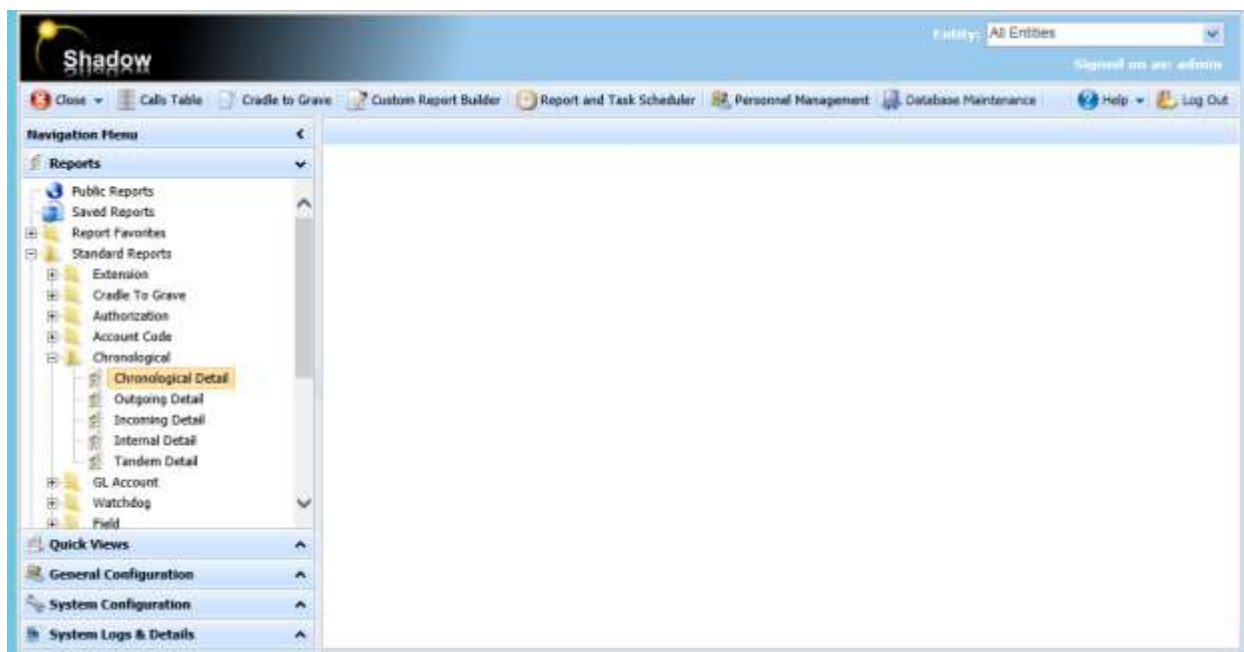 Shadow
Entity: All Entities
Signed on as: admin
Close Calls Table Cradle to Grave Custom Report Builder Report and Task Scheduler Personnel Management Database Maintenance Help Log Out
Navigation Menu
Reports
Public Reports
Saved Reports
Report Favorites
Standard Reports
Extension
Cradle To Grave
Authorization
Account Code
Chronological
Chronological Detail
Outgoing Detail
Incoming Detail
Internal Detail
Tandem Detail
GL Account
Watchdog
Field
Quick Views
General Configuration
System Configuration
System Logs & Details